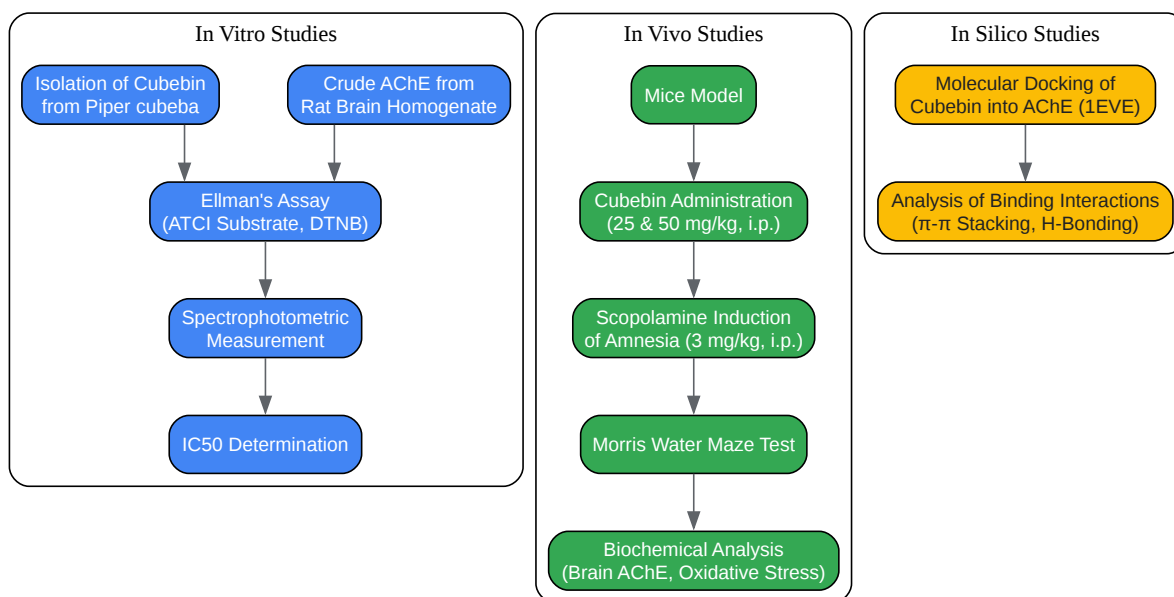 In Vitro Studies
Isolation of Cubebin
from Piper cubeba
Crude AChE from
Rat Brain Homogenate
Ellman's Assay
(ATCI Substrate, DTNB)
Spectrophotometric
Measurement
IC50 Determination
In Vivo Studies
Mice Model
Cubebin Administration
(25 & 50 mg/kg, i.p.)
Scopolamine Induction
of Amnesia (3 mg/kg, i.p.)
Morris Water Maze Test
Biochemical Analysis
(Brain AChE, Oxidative Stress)
In Silico Studies
Molecular Docking of
Cubebin into AChE (1EVE)
Analysis of Binding Interactions
(π-π Stacking, H-Bonding)